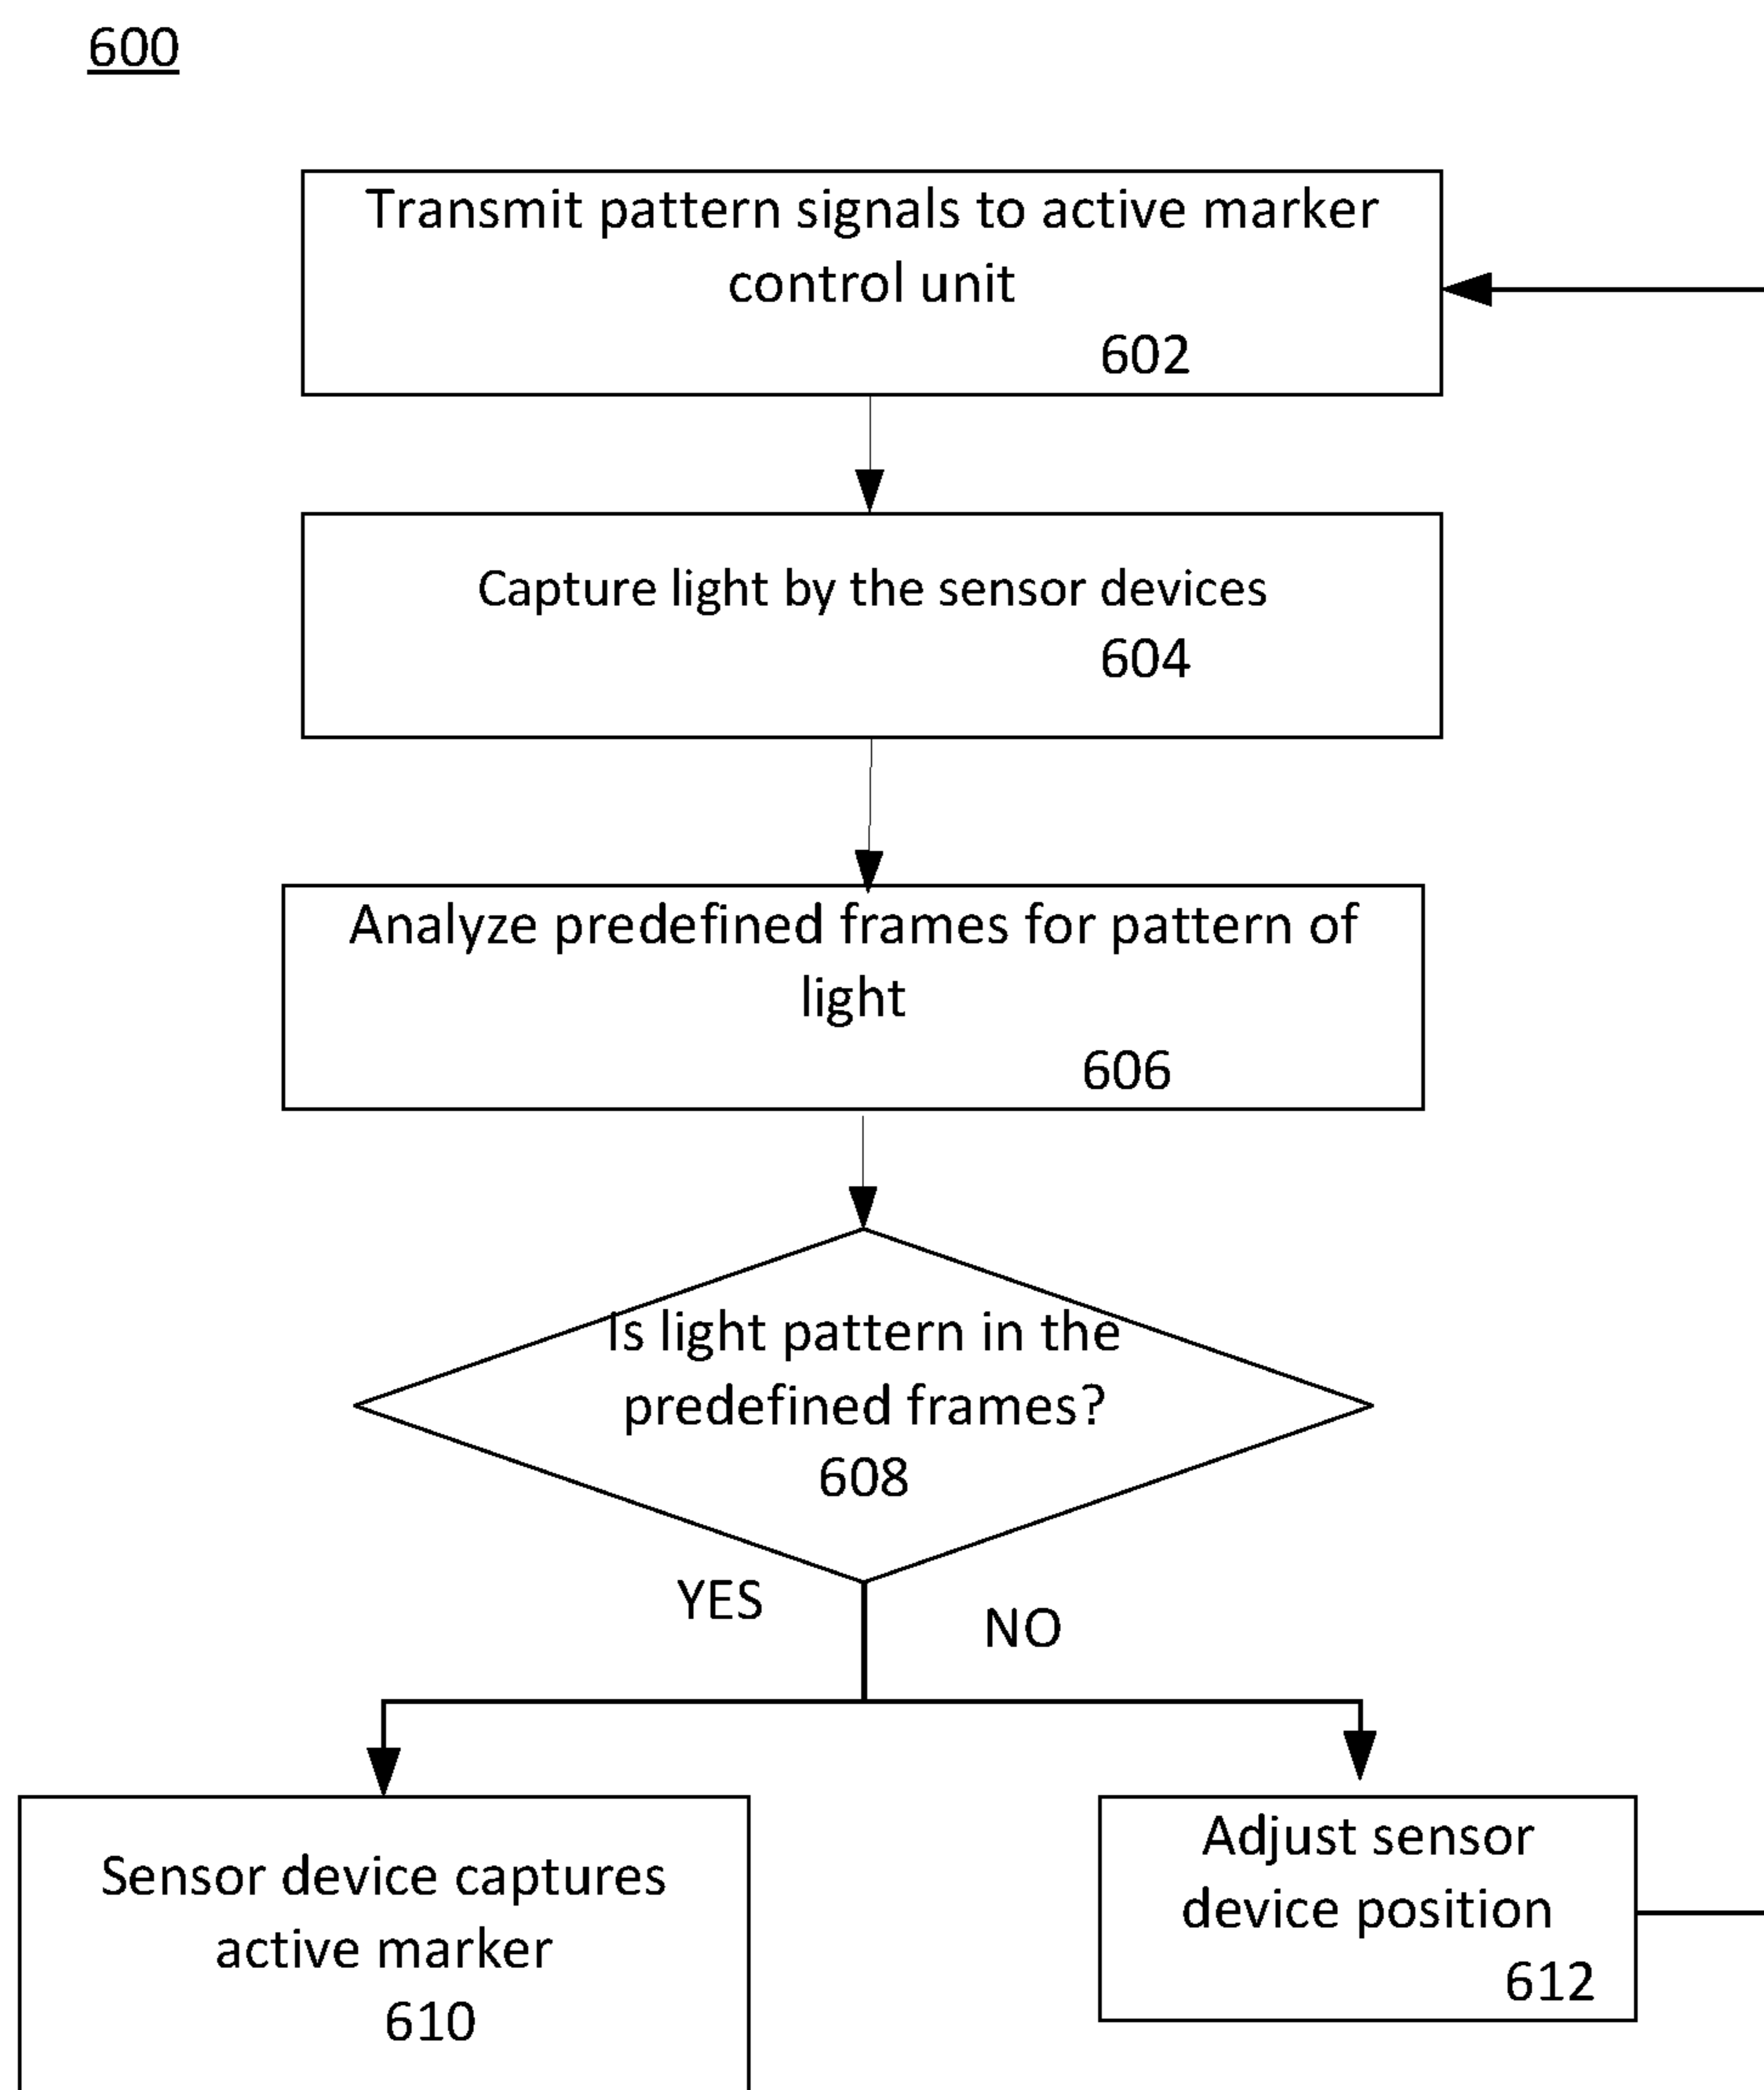 600
Transmit pattern signals to active marker
control unit
602
Capture light by the sensor devices
604
Analyze predefined frames for pattern of
light
606
Is light pattern in the
predefined frames?
608
YES
NO
Sensor device captures
active marker
610
Adjust sensor
device position
612